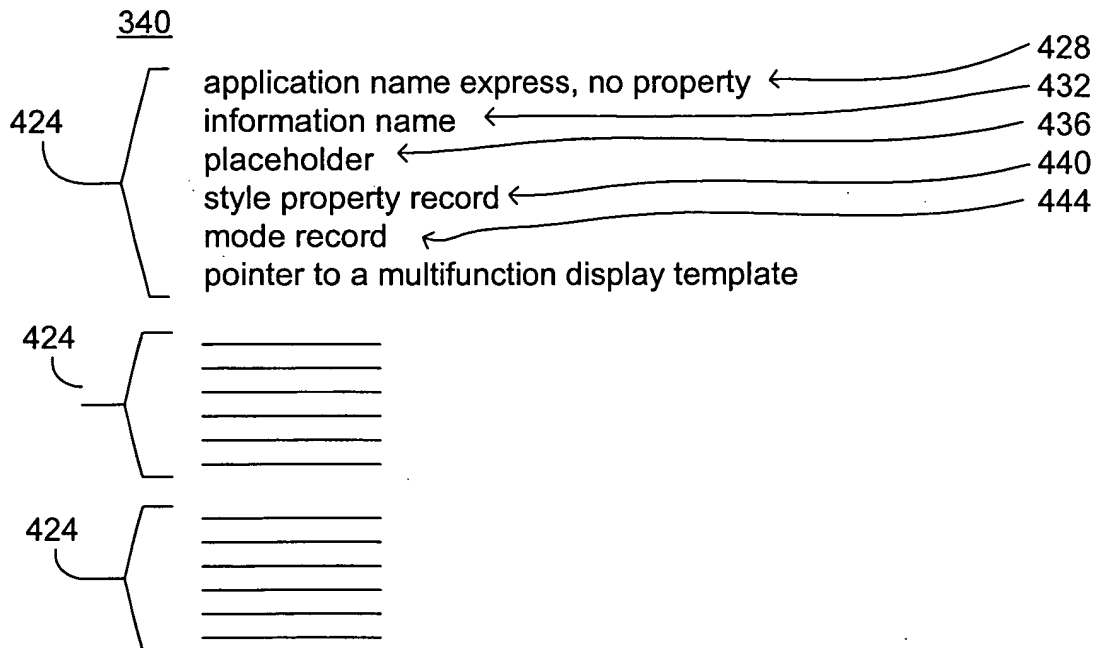 340
428
application name express, no property
432
424
information name
436
placeholder
440
style property record
444
mode record
pointer to a multifunction display template
424
424